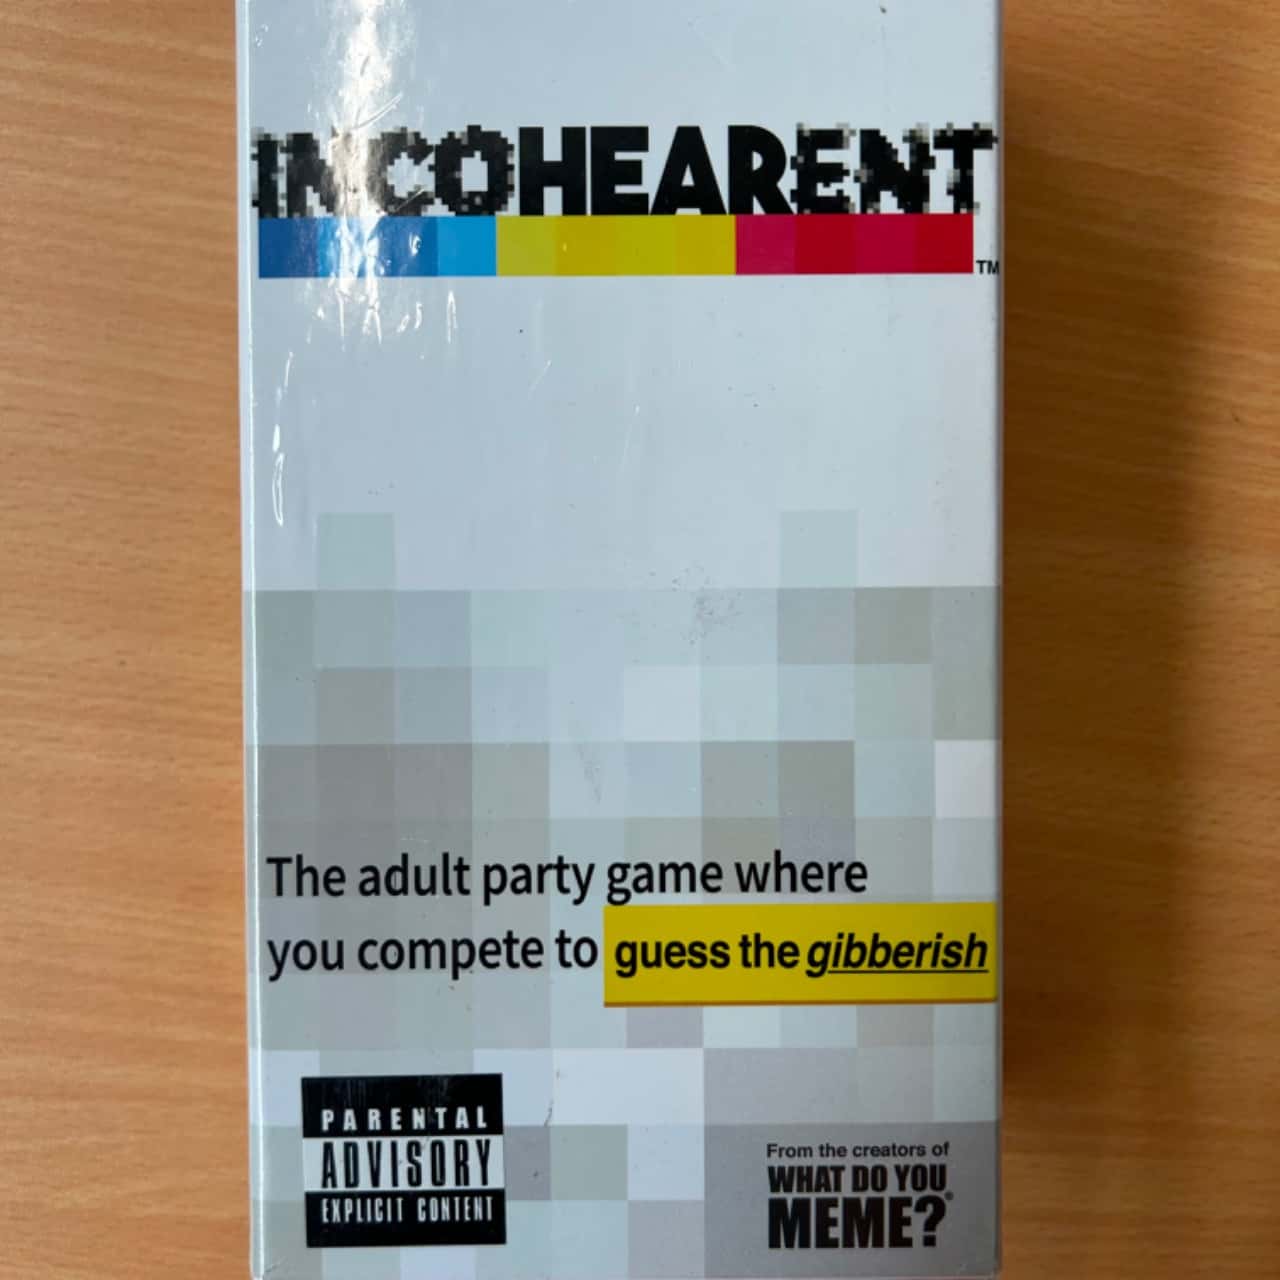 INCOHEARENT
TM
The adult party game where
you compete to guess the gibberish
PARENTAL
ADVISORY
EXPLICIT CONTENT
From the creators of
WHAT DO YOU
MEME?®